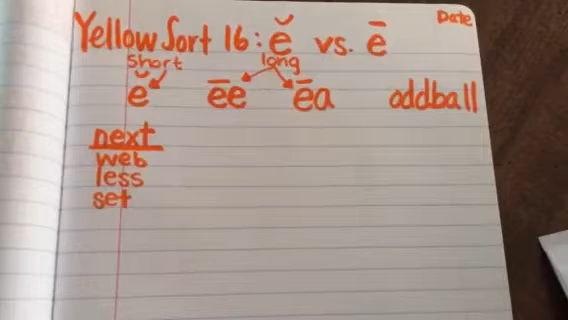 Date
Yellow Sort 16: ĕ vs. ē
short long
ĕ ēe ēa oddball
next
web
less
set